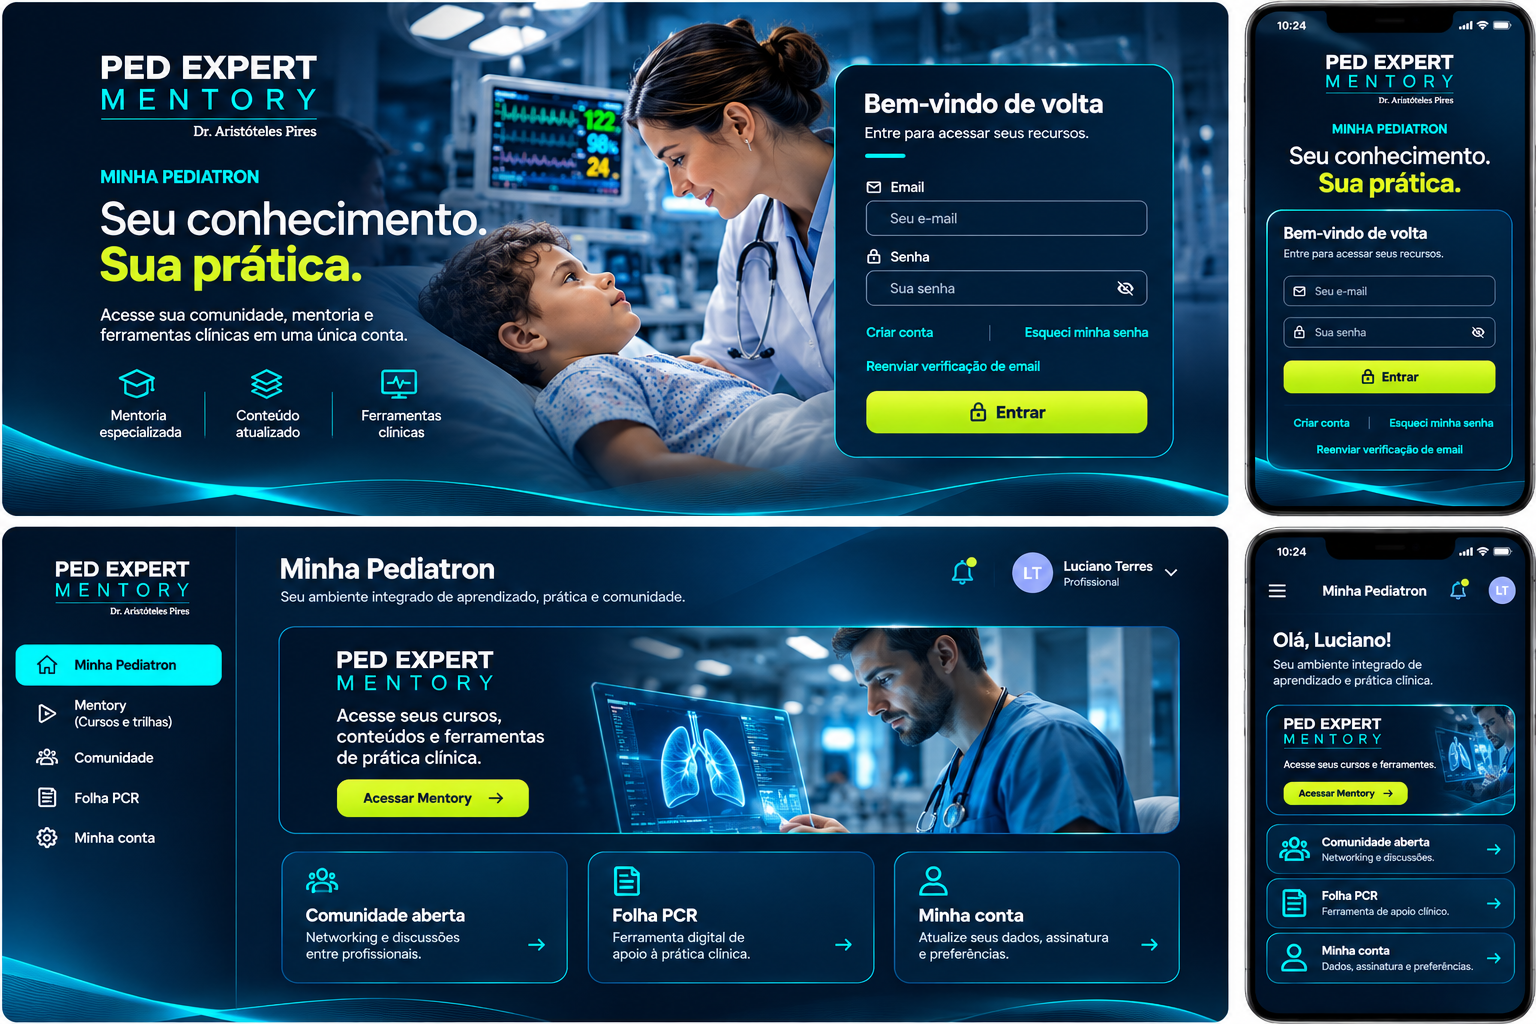 PED EXPERT
MENTORY
Dr. Aristóteles Pires
MINHA PEDIATRON
Seu conhecimento.
Sua prática.
Acesse sua comunidade, mentoria e
ferramentas clínicas em uma única conta.
Mentoria
especializada
Conteúdo
atualizado
Ferramentas
clínicas
122
98
24
Bem-vindo de volta
Entre para acessar seus recursos.
Email
Seu e-mail
Senha
Sua senha
Criar conta
Esqueci minha senha
Reenviar verificação de email
Entrar
10:24
PED EXPERT
MENTORY
Dr. Aristóteles Pires
MINHA PEDIATRON
Seu conhecimento.
Sua prática.
Bem-vindo de volta
Entre para acessar seus recursos.
Seu e-mail
Sua senha
Entrar
Criar conta
Esqueci minha senha
Reenviar verificação de email
PED EXPERT
MENTORY
Dr. Aristóteles Pires
Minha Pediatron
Mentory
(Cursos e trilhas)
Comunidade
Folha PCR
Minha conta
Minha Pediatron
Seu ambiente integrado de aprendizado, prática e comunidade.
LT
Luciano Terres
Profissional
PED EXPERT
MENTORY
Acesse seus cursos,
conteúdos e ferramentas
de prática clínica.
Acessar Mentory
Comunidade aberta
Networking e discussões
entre profissionais.
Folha PCR
Ferramenta digital de
apoio à prática clínica.
Minha conta
Atualize seus dados, assinatura
e preferências.
10:24
Minha Pediatron
LT
Olá, Luciano!
Seu ambiente integrado de
aprendizado e prática clínica.
PED EXPERT
MENTORY
Acesse seus cursos e ferramentes.
Acessar Mentory
Comunidade aberta
Networking e discussões.
Folha PCR
Ferramenta de apoio clínico.
Minha conta
Dados, assinatura e preferências.